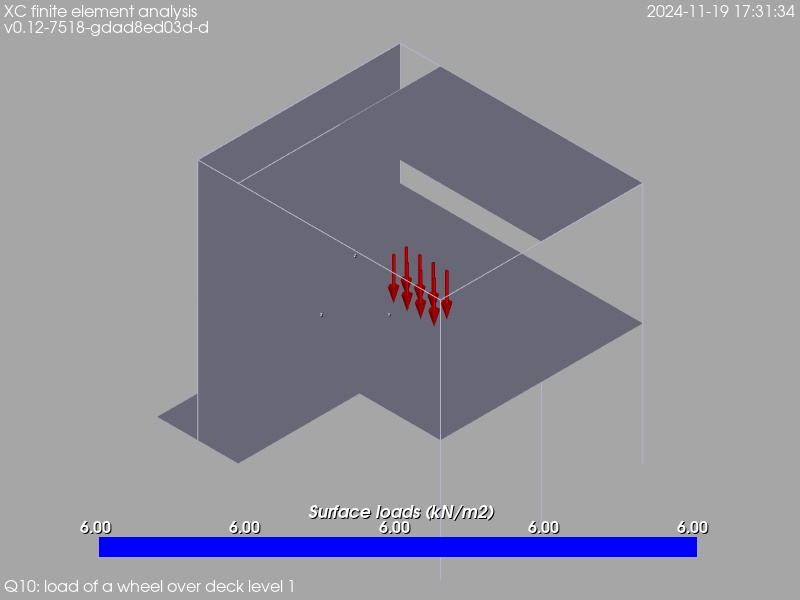 XC finite element analysis
v0.12-7518-gdad8ed03d-d
2024-11-19 17:31:34
Surface loads (kN/m2)
6.00 6.00 6.00 6.00 6.00
Q10: load of a wheel over deck level 1